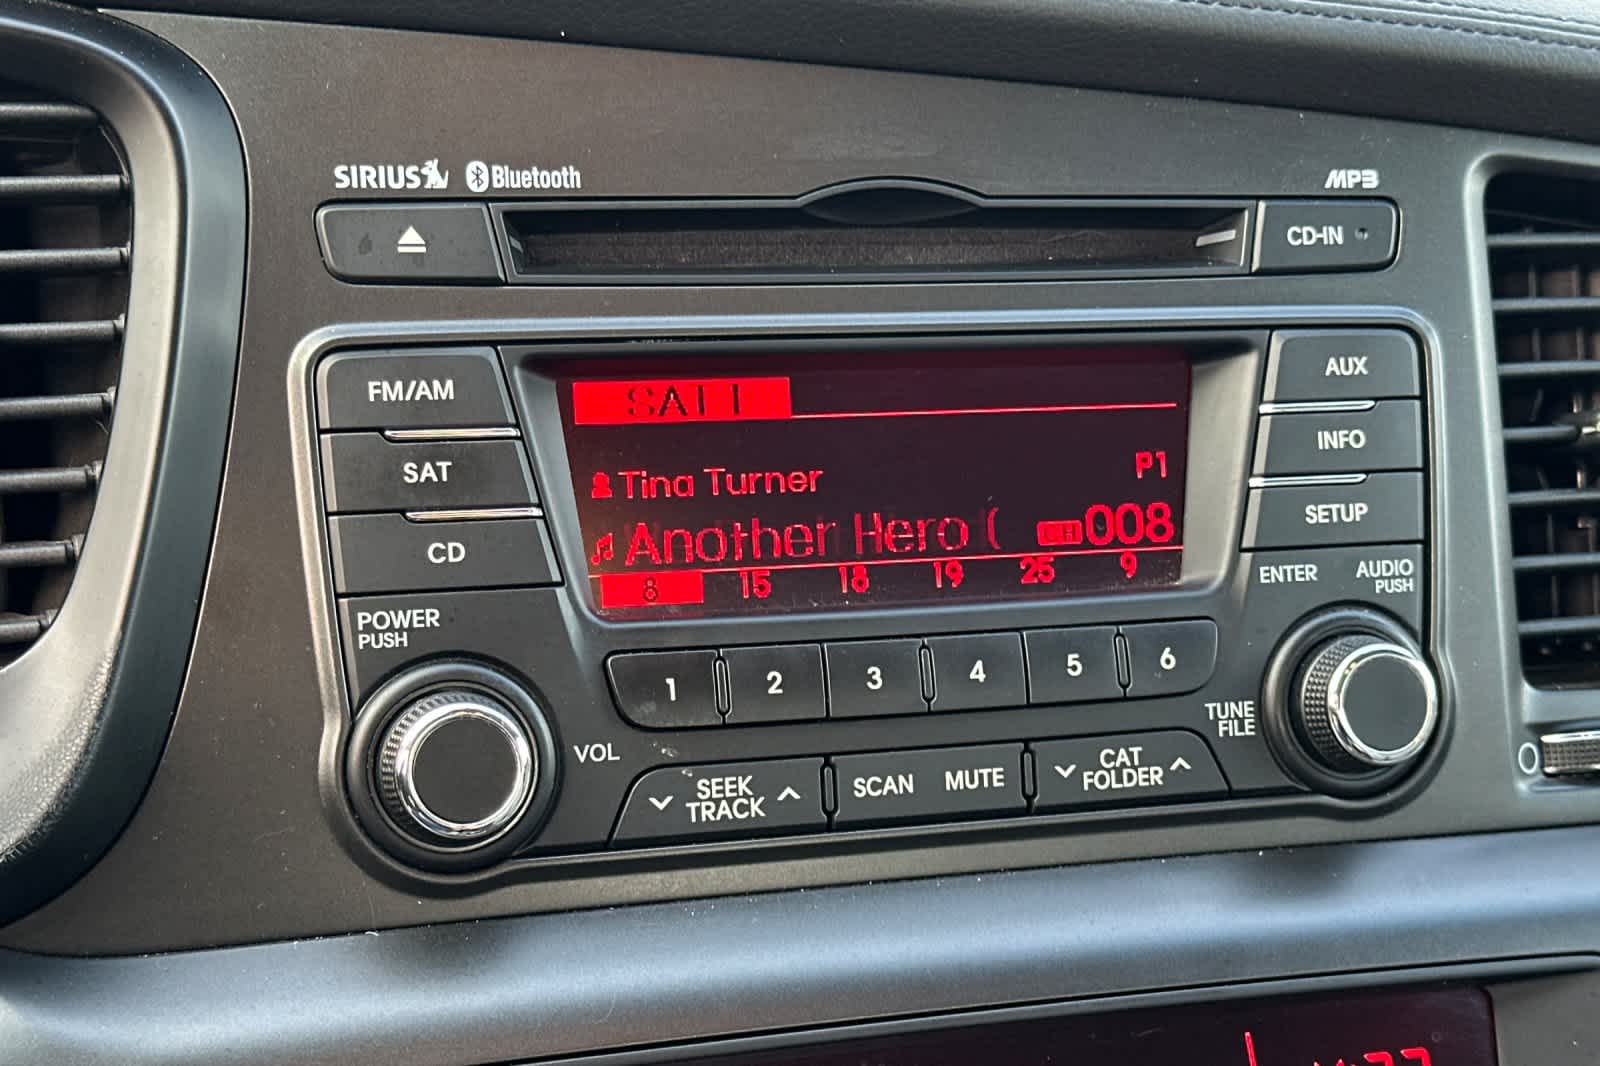 SIRIUS Bluetooth MP3
CD-IN
FM/AM
SAT
CD
SAT1
Tina Turner P1
Another Hero ( CH 008
8 15 18 19 25 9
AUX
INFO
SETUP
ENTER AUDIO
PUSH
POWER
PUSH
1 2 3 4 5 6
VOL
SEEK
TRACK
SCAN MUTE
CAT
FOLDER
TUNE
FILE